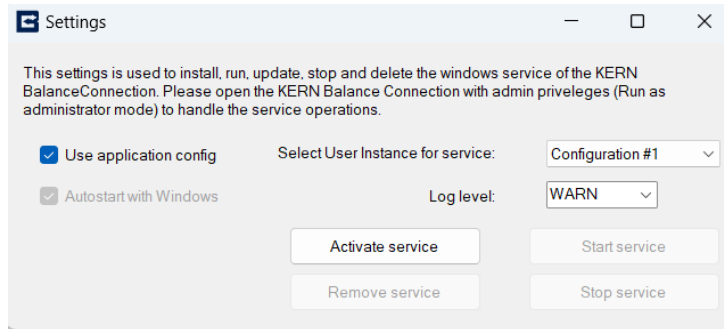 Settings
This settings is used to install, run, update, stop and delete the windows service of the KERN
BalanceConnection. Please open the KERN Balance Connection with admin priveleges (Run as
administrator mode) to handle the service operations.
Use application config
Select User Instance for service:
Configuration #1
Autostart with Windows
Log level:
WARN
Activate service
Start service
Remove service
Stop service